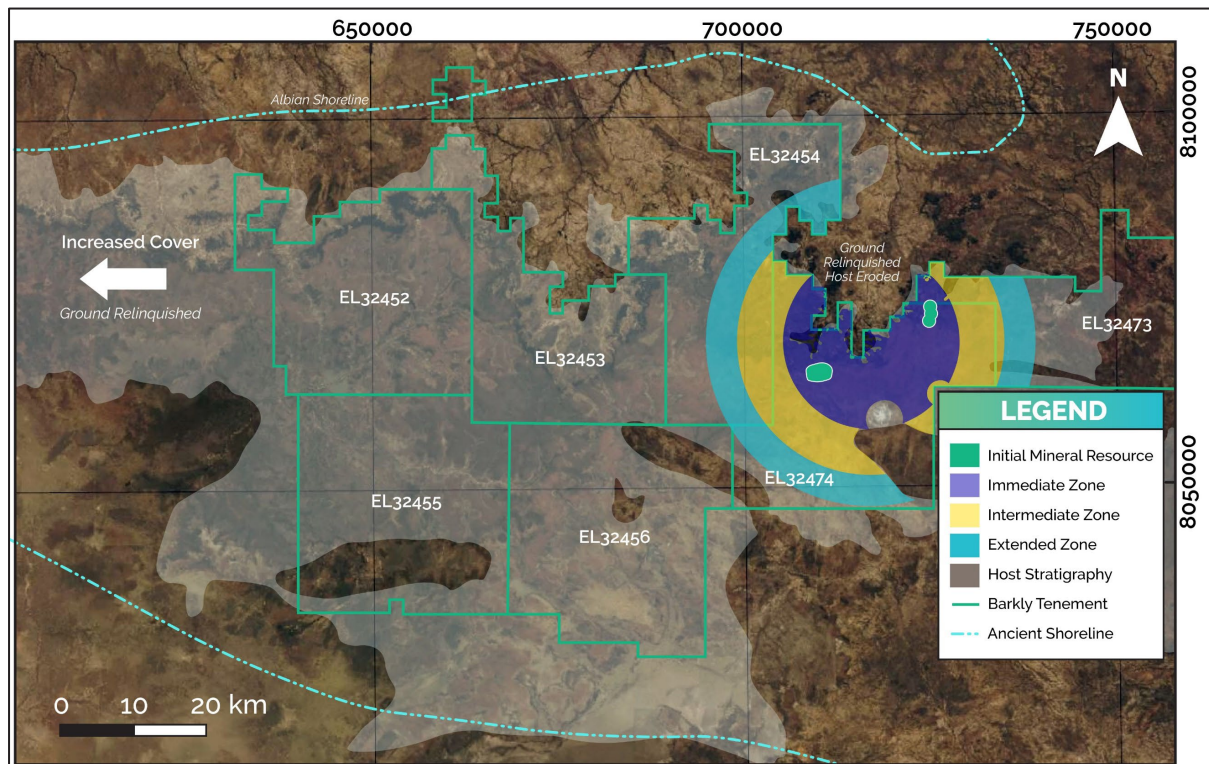 650000
700000
750000
8100000
8050000
Albian Shoreline
N
EL32454
Increased Cover
Ground Relinquished
Ground
Relinquished
Host Eroded
EL32452
EL32453
EL32473
EL32474
EL32455
EL32456
LEGEND
Initial Mineral Resource
Immediate Zone
Intermediate Zone
Extended Zone
Host Stratigraphy
Barkly Tenement
Ancient Shoreline
0 10 20 km